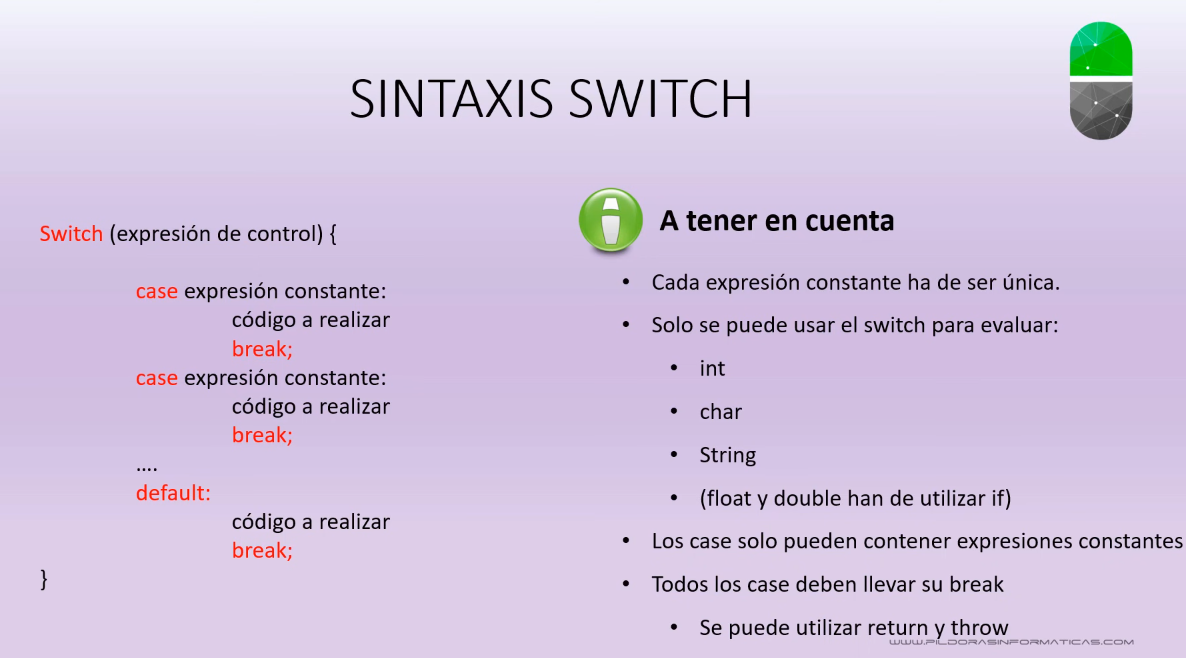 SINTAXIS SWITCH
Switch (expresión de control) {
case expresión constante:
código a realizar
break;
case expresión constante:
código a realizar
break;
....
default:
código a realizar
break;
}
A tener en cuenta
• Cada expresión constante ha de ser única.
• Solo se puede usar el switch para evaluar:
• int
• char
• String
• (float y double han de utilizar if)
• Los case solo pueden contener expresiones constantes
• Todos los case deben llevar su break
• Se puede utilizar return y throw
WWW.PILDORASINFORMATICAS.COM